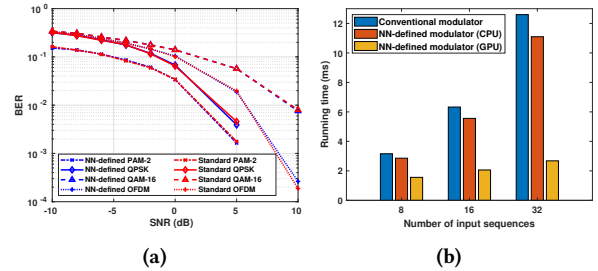 10^0
10^-1
10^-2
10^-3
10^-4
BER
-10
-5
0
5
10
SNR (dB)
NN-defined PAM-2
NN-defined QPSK
NN-defined QAM-16
NN-defined OFDM
Standard PAM-2
Standard QPSK
Standard QAM-16
Standard OFDM
(a)
12
10
8
6
4
2
0
Running time (ms)
Conventional modulator
NN-defined modulator (CPU)
NN-defined modulator (GPU)
8
16
32
Number of input sequences
(b)